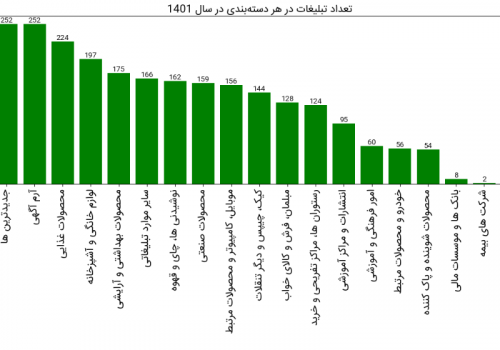 تعداد تبلیغات در هر دسته‌بندی در سال 1401
252
252
224
197
175
166
162
159
156
144
128
124
95
60
56
54
8
2
جدیدترین ها
آرم آگهی
محصولات غذایی
لوازم خانگی و آشپزخانه
محصولات بهداشتی و آرایشی
سایر موارد تبلیغاتی
نوشیدنی ها، چای و قهوه
محصولات صنعتی
موبایل، کامپیوتر و محصولات مرتبط
کیک، چیپس و دیگر تنقلات
مبلمان، فرش و کالای خواب
رستوران ها، مراکز تفریحی و خرید
انتشارات و مراکز آموزشی
امور فرهنگی و آموزشی
خودرو و محصولات مرتبط
محصولات شوینده و پاک کننده
بانک ها و موسسات مالی
شرکت های بیمه